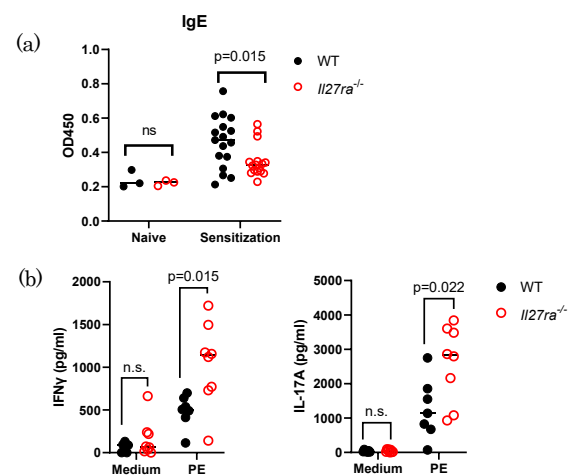 IgE
(a)
WT
Il27ra-/-
p=0.015
ns
OD450
1.0
0.8
0.6
0.4
0.2
0.0
Naive
Sensitization
(b)
IFNγ (pg/ml)
2000
1500
1000
500
0
p=0.015
n.s.
Medium
PE
IL-17A (pg/ml)
5000
4000
3000
2000
1000
0
p=0.022
n.s.
Medium
PE
WT
Il27ra-/-